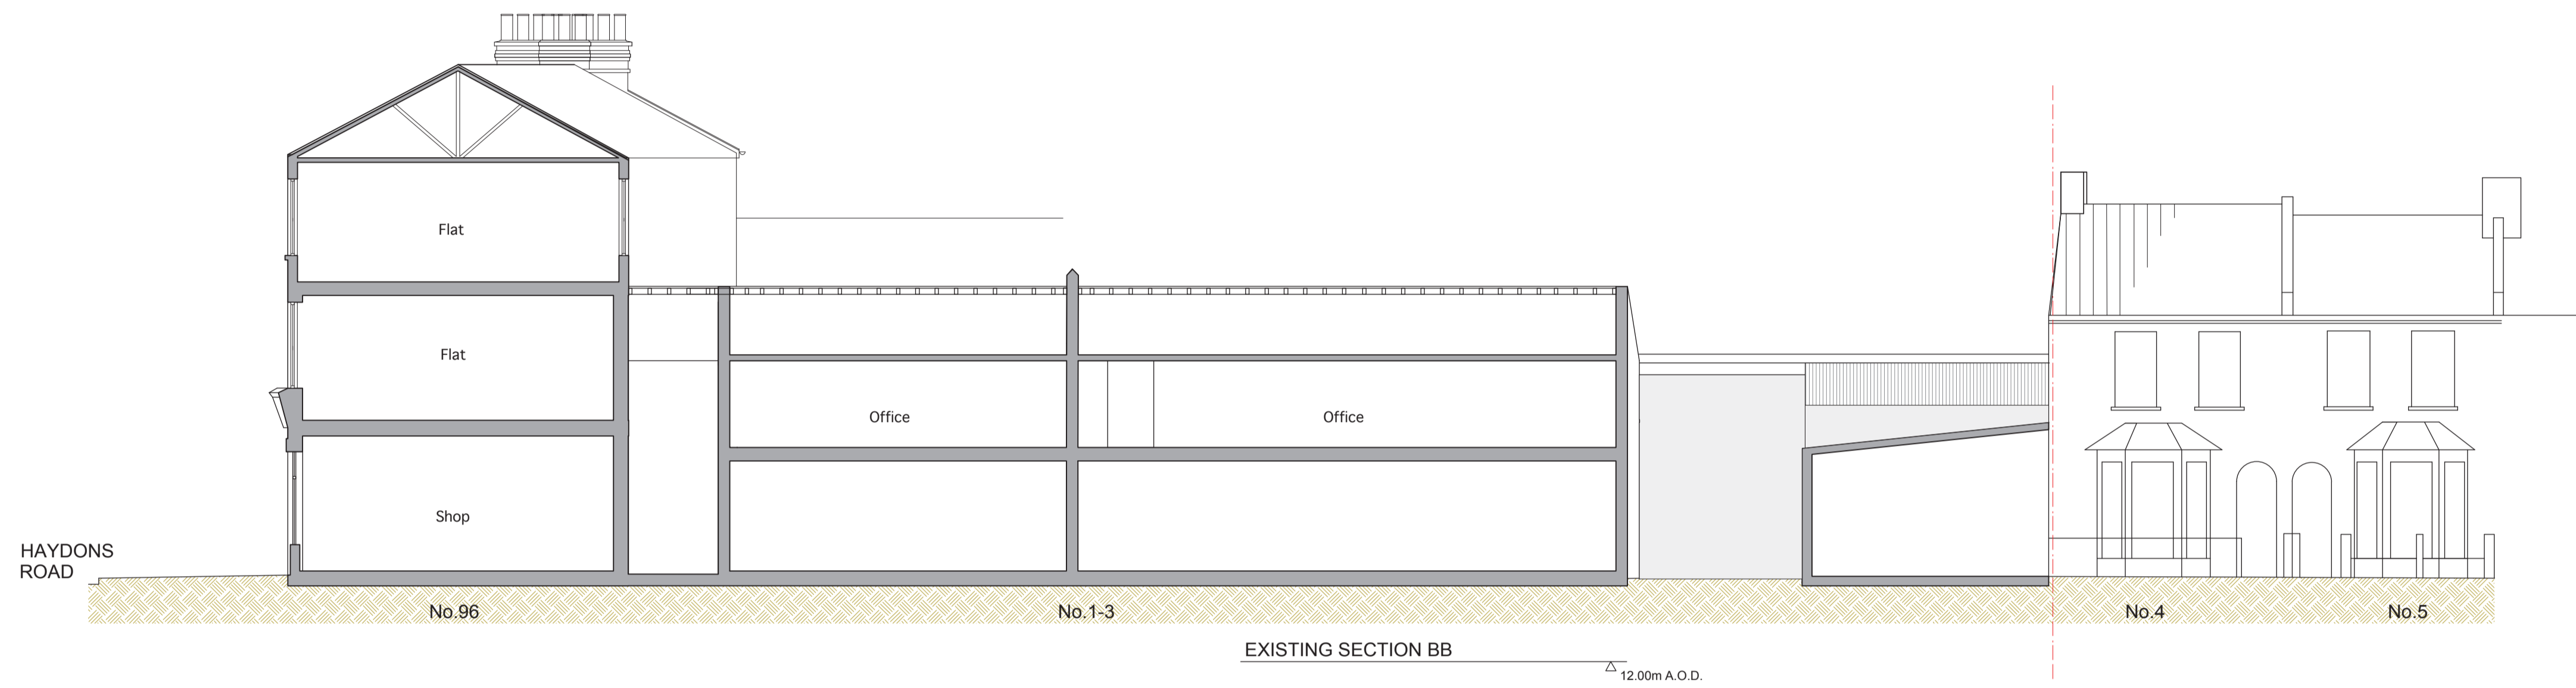 Flat
Flat
Office
Office
Shop
HAYDONS
ROAD
No.96
No.1-3
No.4
No.5
EXISTING SECTION BB
12.00m A.O.D.